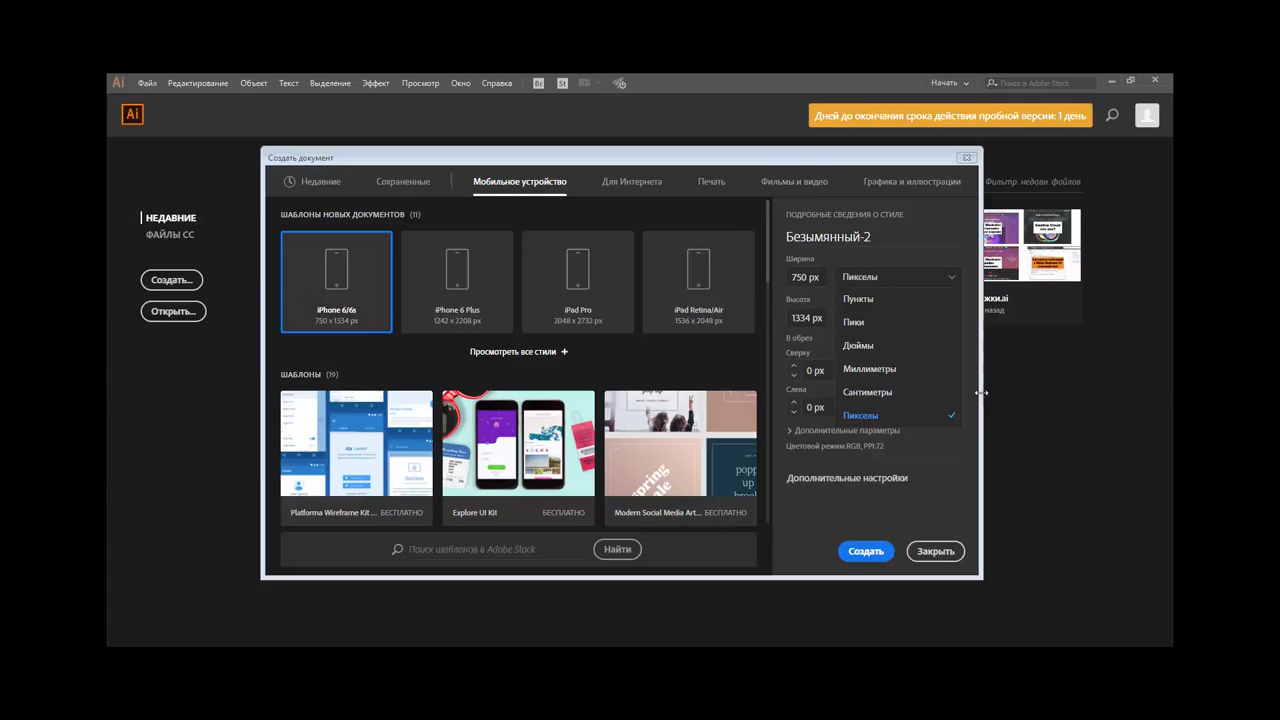 Ai Файл Редактирование Объект Текст Выделение Эффект Просмотр Окно Справка Br St Начать Поиск в Adobe Stock
Ai Дней до окончания срока действия пробной версии: 1 день
Создать документ
Недавние Сохраненные Мобильное устройство Для Интернета Печать Фильмы и видео Графика и иллюстрации
Фильтр. недавн. файлов
НЕДАВНИЕ
ФАЙЛЫ CC
Создать...
Открыть...
ШАБЛОНЫ НОВЫХ ДОКУМЕНТОВ (11)
iPhone 6/6s
750 x 1334 px
iPhone 6 Plus
1242 x 2208 px
iPad Pro
2048 x 2732 px
iPad Retina/Air
1536 x 2048 px
Просмотреть все стили +
ШАБЛОНЫ (19)
pop up
spring
sale
popp
up
Platforma Wireframe Kit ... БЕСПЛАТНО
Explore UI Kit БЕСПЛАТНО
Modern Social Media Art... БЕСПЛАТНО
Поиск шаблонов в Adobe Stock Найти
ПОДРОБНЫЕ СВЕДЕНИЯ О СТИЛЕ
Безымянный-2
Ширина
750 px Пикселы
Высота
1334 px
В обрез
Сверху
0 px
Слева
0 px
Пункты
Пики
Дюймы
Миллиметры
Сантиметры
Пикселы
Дополнительные параметры
Цветовой режим:RGB, PPI:72
Дополнительные настройки
Создать Закрыть
жки.ai
назад